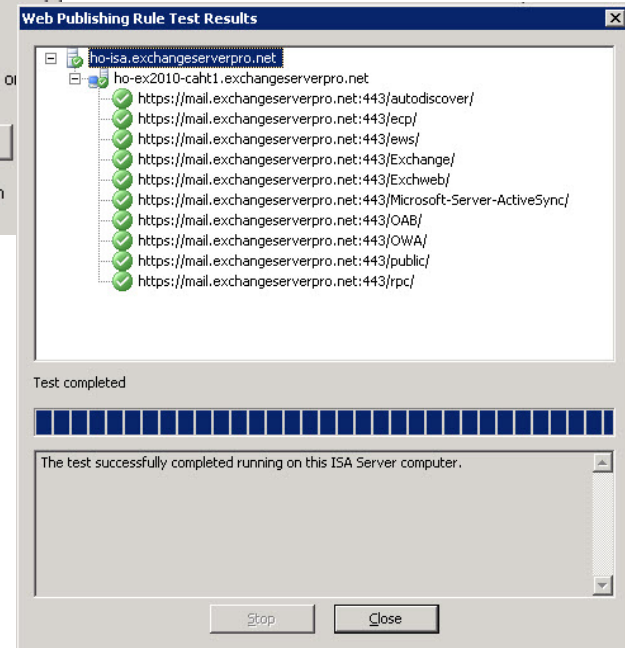 Web Publishing Rule Test Results
ho-isa.exchangeserverpro.net
ho-ex2010-caht1.exchangeserverpro.net
https://mail.exchangeserverpro.net:443/autodiscover/
https://mail.exchangeserverpro.net:443/ecp/
https://mail.exchangeserverpro.net:443/ews/
https://mail.exchangeserverpro.net:443/Exchange/
https://mail.exchangeserverpro.net:443/Exchweb/
https://mail.exchangeserverpro.net:443/Microsoft-Server-ActiveSync/
https://mail.exchangeserverpro.net:443/OAB/
https://mail.exchangeserverpro.net:443/OWA/
https://mail.exchangeserverpro.net:443/public/
https://mail.exchangeserverpro.net:443/rpc/
Test completed
The test successfully completed running on this ISA Server computer.
Stop
Close